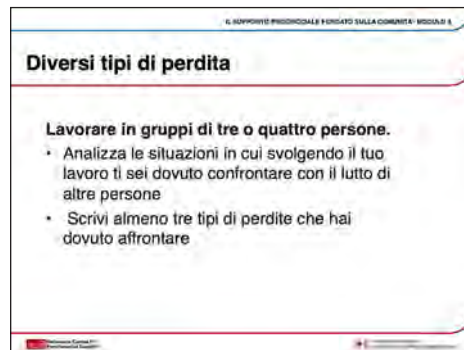 IL SUPPORTO PSICOSOCIALE FONDATO SULLA COMUNITA' MODULO 5
Diversi tipi di perdita
Lavorare in gruppi di tre o quattro persone.
• Analizza le situazioni in cui svolgendo il tuo
lavoro ti sei dovuto confrontare con il lutto di
altre persone
• Scrivi almeno tre tipi di perdite che hai
dovuto affrontare